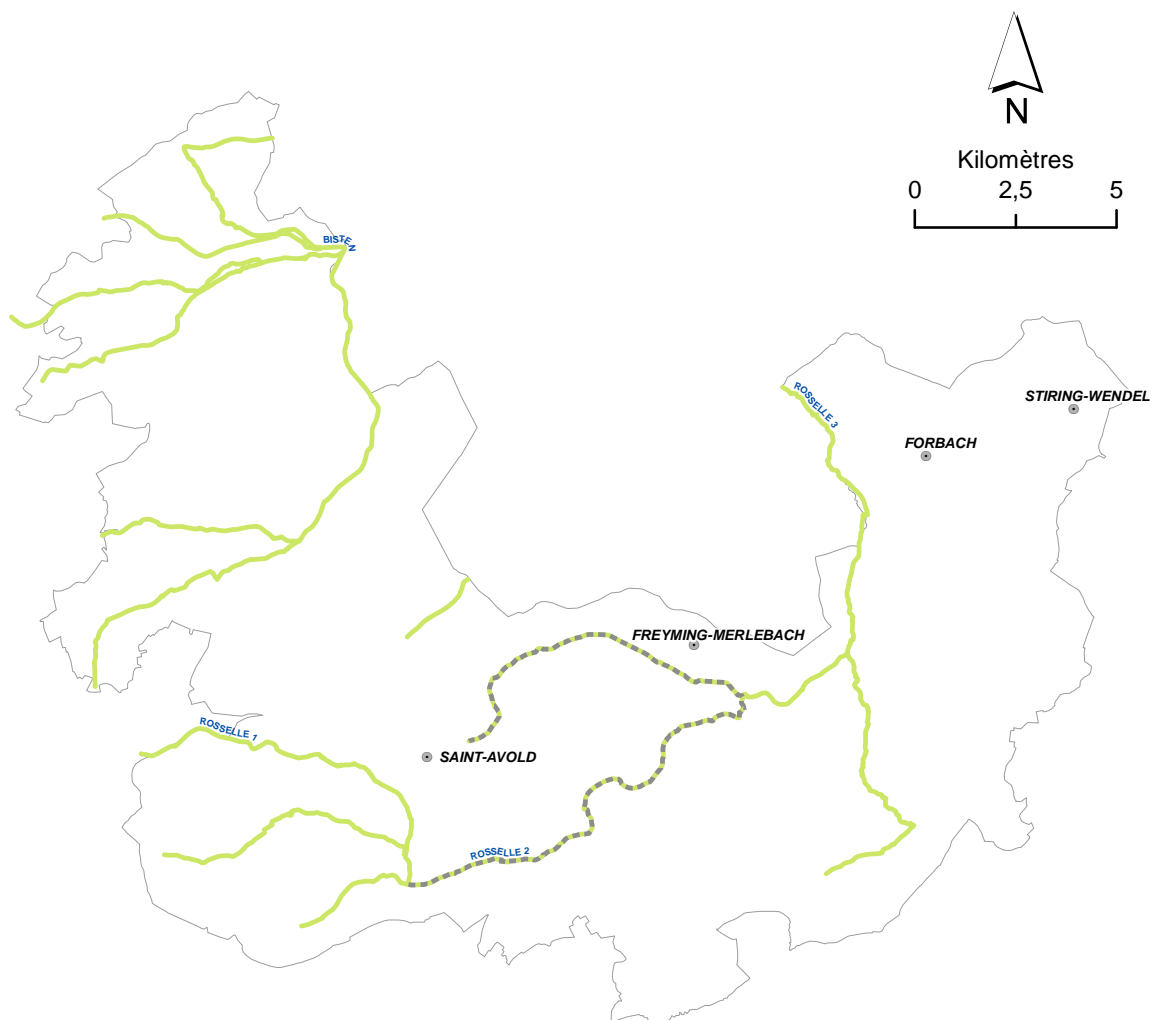 N
Kilomètres
0 2,5 5
BISTEN
ROSSELLE 3
STIRING-WENDEL
FORBACH
FREYMING-MERLEBACH
ROSSELLE 1
SAINT-AVOLD
ROSSELLE 2